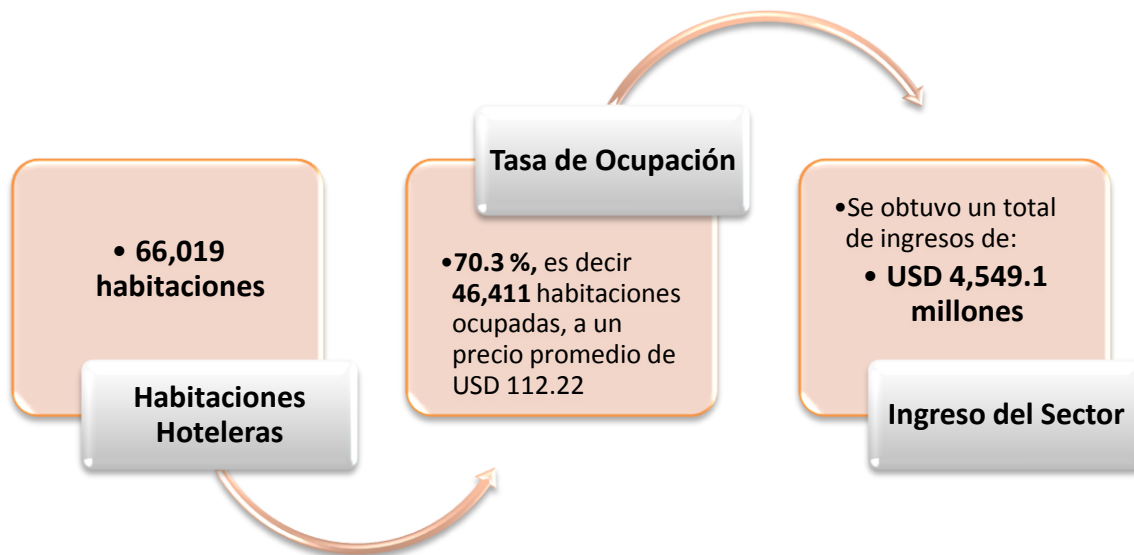 • 66,019
habitaciones
Habitaciones
Hoteleras
Tasa de Ocupación
•70.3 %, es decir
46,411 habitaciones
ocupadas, a un
precio promedio de
USD 112.22
•Se obtuvo un total
de ingresos de:
• USD 4,549.1
millones
Ingreso del Sector